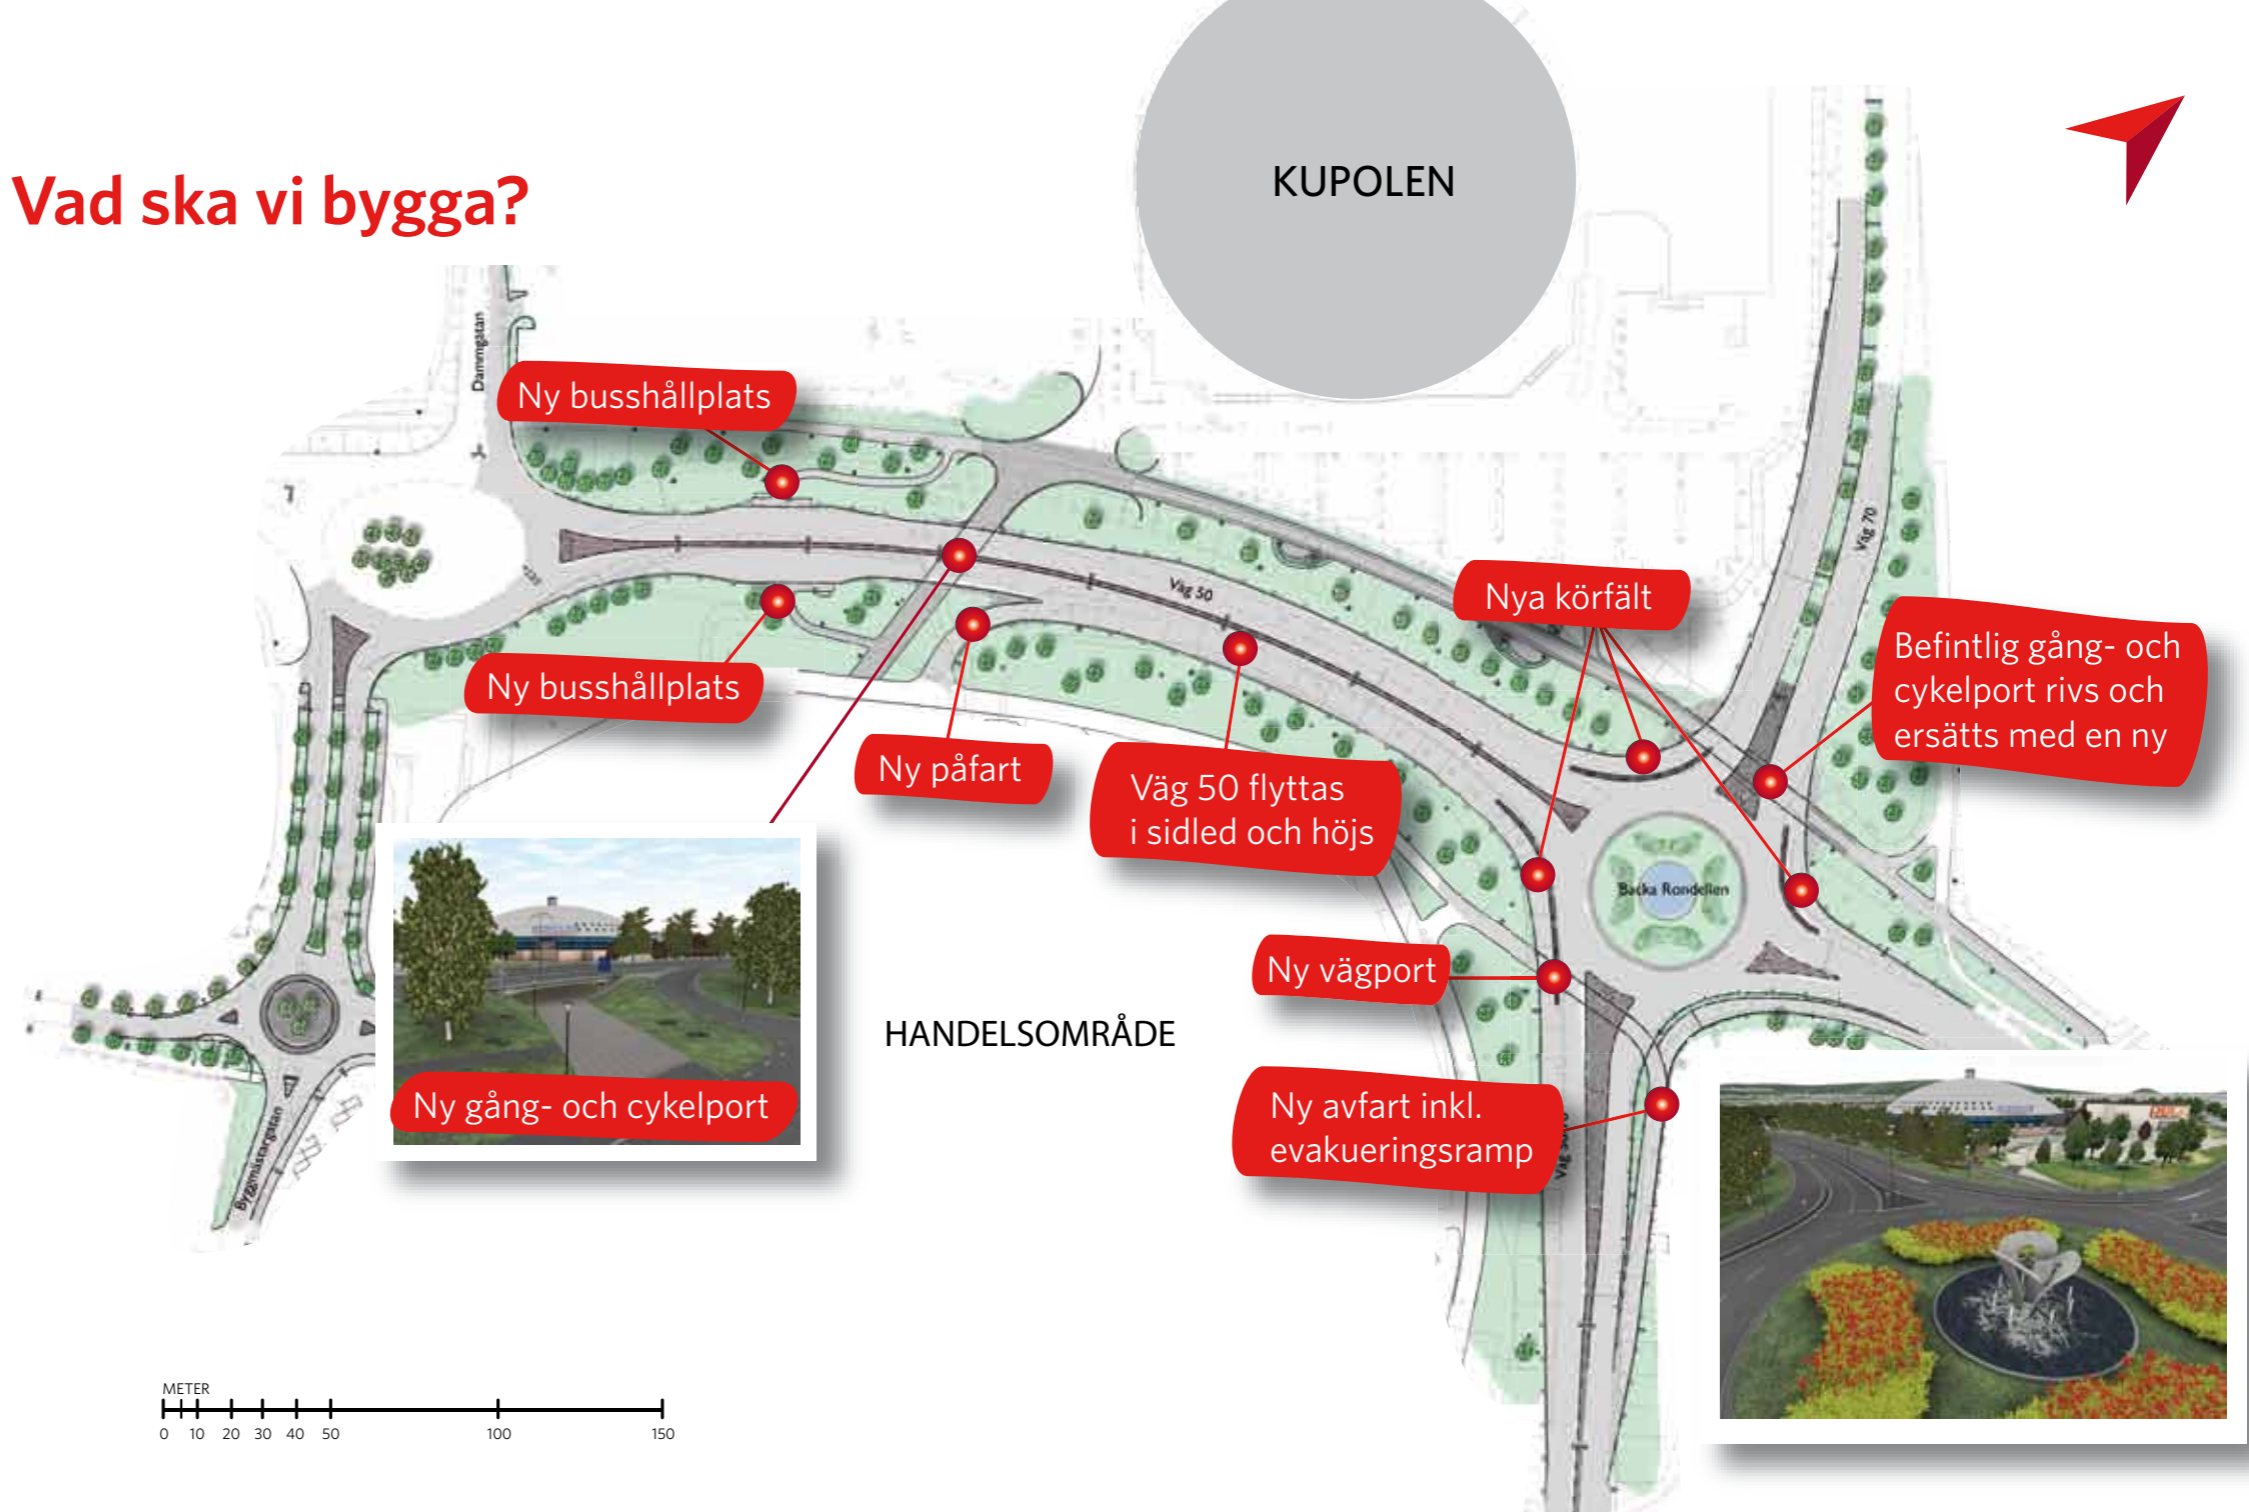 KUPOLEN
Vad ska vi bygga?
Dammgatan
Ny busshållplats
Väg 70
Väg 50
Nya körfält
Befintlig gång- och
cykelport rivs och
ersätts med en ny
Ny busshållplats
Ny påfart
Väg 50 flyttas
i sidled och höjs
Backa Rondellen
Ny vägport
HANDELSOMRÅDE
Ny gång- och cykelport
Ny avfart inkl.
evakueringsramp
Byggmästargatan
METER
0 10 20 30 40 50 100 150